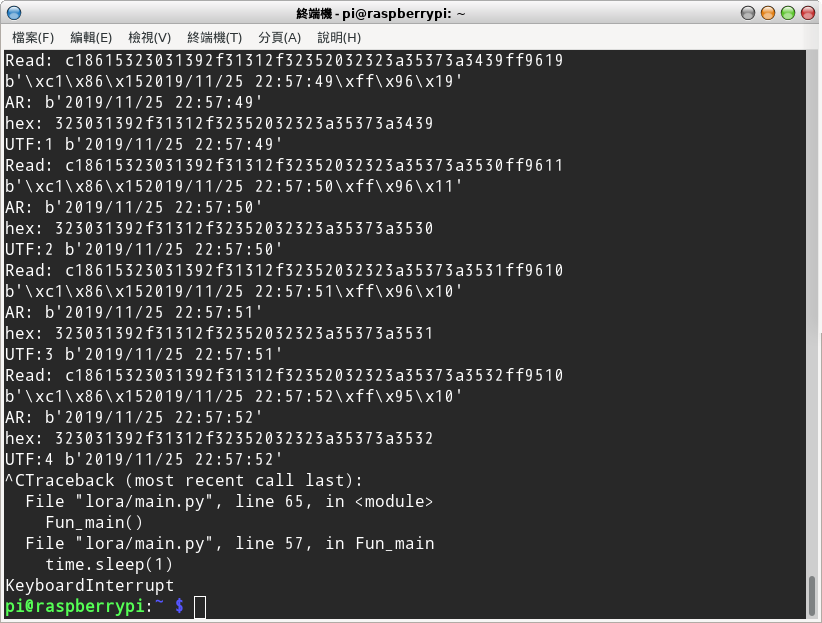 終端機 - pi@raspberrypi: ~
檔案(F) 編輯(E) 檢視(V) 終端機(T) 分頁(A) 說明(H)
Read: c18615323031392f31312f32352032323a35373a3439ff9619
b'\xc1\x86\x152019/11/25 22:57:49\xff\x96\x19'
AR: b'2019/11/25 22:57:49'
hex: 323031392f31312f32352032323a35373a3439
UTF:1 b'2019/11/25 22:57:49'
Read: c18615323031392f31312f32352032323a35373a3530ff9611
b'\xc1\x86\x152019/11/25 22:57:50\xff\x96\x11'
AR: b'2019/11/25 22:57:50'
hex: 323031392f31312f32352032323a35373a3530
UTF:2 b'2019/11/25 22:57:50'
Read: c18615323031392f31312f32352032323a35373a3531ff9610
b'\xc1\x86\x152019/11/25 22:57:51\xff\x96\x10'
AR: b'2019/11/25 22:57:51'
hex: 323031392f31312f32352032323a35373a3531
UTF:3 b'2019/11/25 22:57:51'
Read: c18615323031392f31312f32352032323a35373a3532ff9510
b'\xc1\x86\x152019/11/25 22:57:52\xff\x95\x10'
AR: b'2019/11/25 22:57:52'
hex: 323031392f31312f32352032323a35373a3532
UTF:4 b'2019/11/25 22:57:52'
^CTraceback (most recent call last):
  File "lora/main.py", line 65, in <module>
    Fun_main()
  File "lora/main.py", line 57, in Fun_main
    time.sleep(1)
KeyboardInterrupt
pi@raspberrypi:~ $